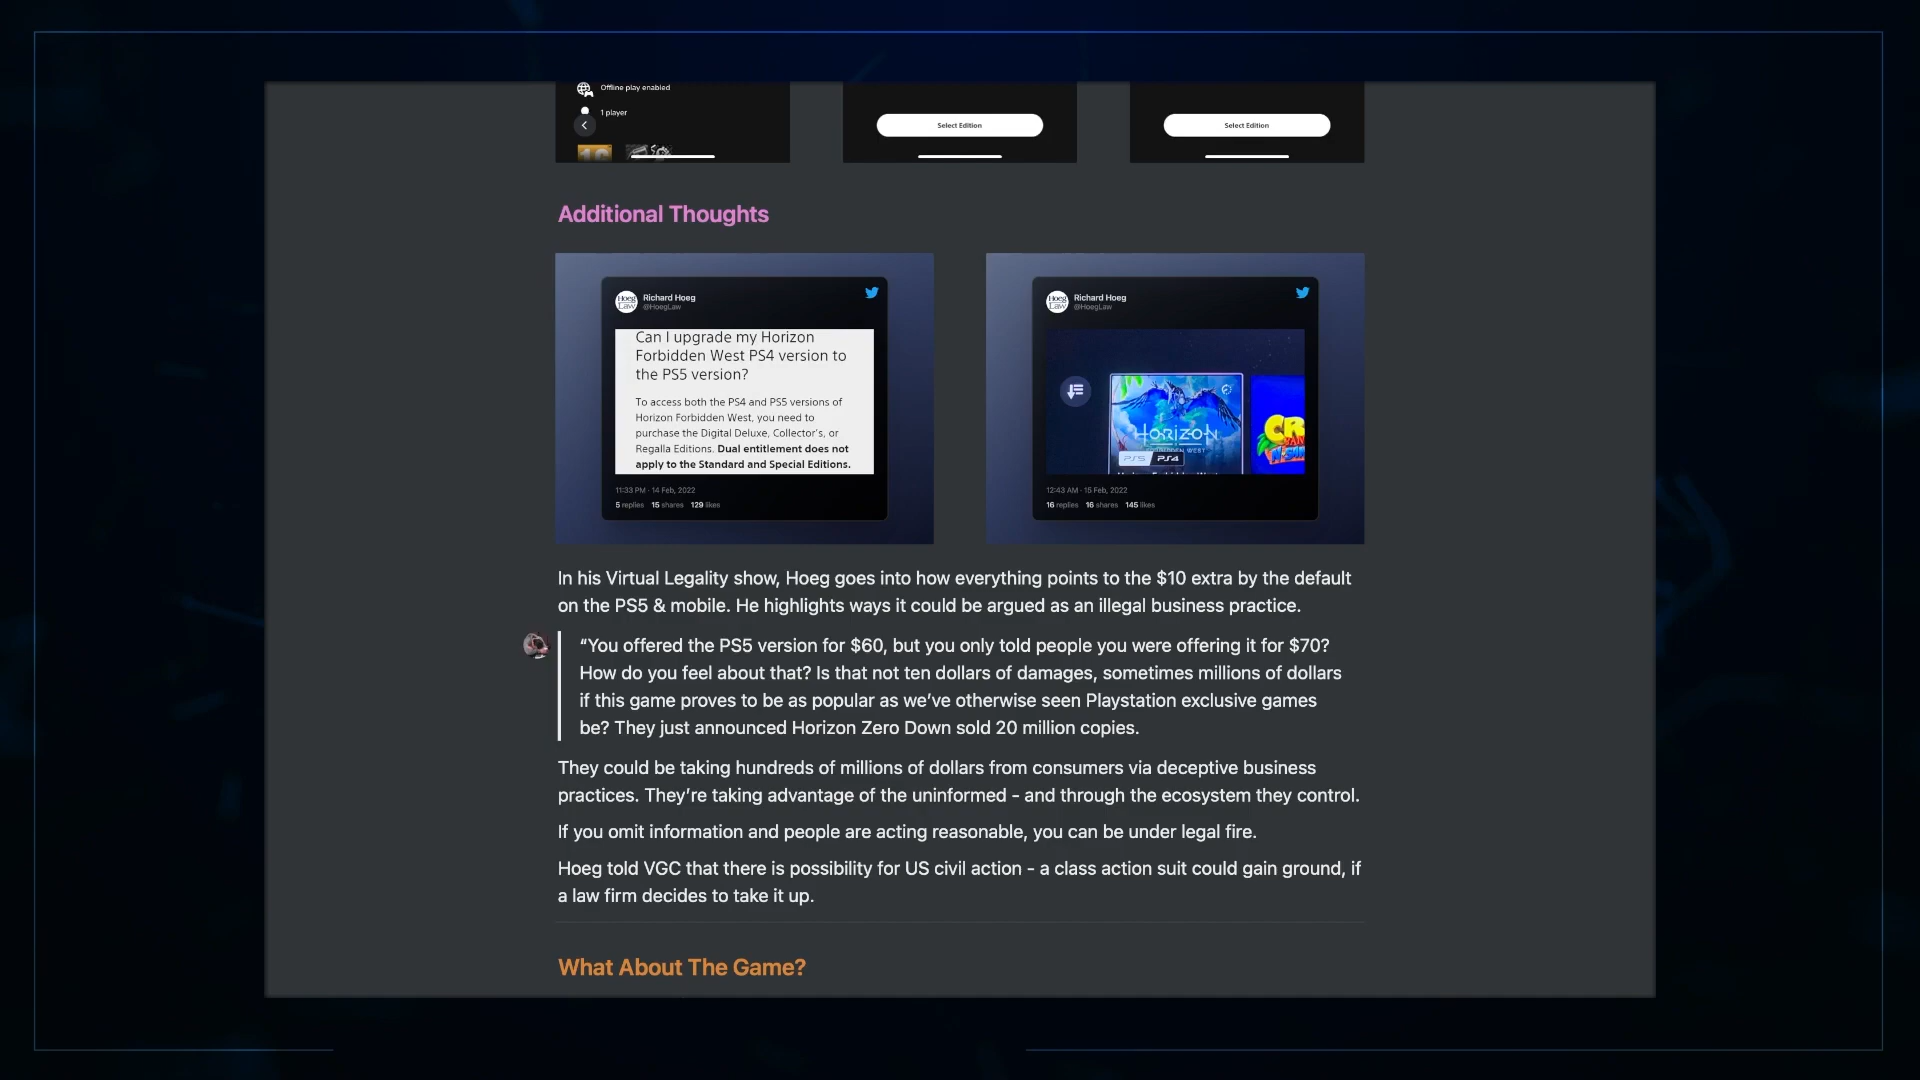 Offline play enabled
1 player
Select Edition
Select Edition
Additional Thoughts
Hoeg
Law
Richard Hoeg
@HoegLaw
Can I upgrade my Horizon
Forbidden West PS4 version to
the PS5 version?
To access both the PS4 and PS5 versions of
Horizon Forbidden West, you need to
purchase the Digital Deluxe, Collector's, or
Regalla Editions. Dual entitlement does not
apply to the Standard and Special Editions.
11:33 PM · 14 Feb, 2022
5 replies 15 shares 129 likes
Hoeg
Law
Richard Hoeg
@HoegLaw
HORIZON
FORBIDDEN WEST
PS5 PS4
12:43 AM · 15 Feb, 2022
16 replies 16 shares 145 likes
In his Virtual Legality show, Hoeg goes into how everything points to the $10 extra by the default
on the PS5 & mobile. He highlights ways it could be argued as an illegal business practice.
“You offered the PS5 version for $60, but you only told people you were offering it for $70?
How do you feel about that? Is that not ten dollars of damages, sometimes millions of dollars
if this game proves to be as popular as we’ve otherwise seen Playstation exclusive games
be? They just announced Horizon Zero Down sold 20 million copies.
They could be taking hundreds of millions of dollars from consumers via deceptive business
practices. They’re taking advantage of the uninformed - and through the ecosystem they control.
If you omit information and people are acting reasonable, you can be under legal fire.
Hoeg told VGC that there is possibility for US civil action - a class action suit could gain ground, if
a law firm decides to take it up.
What About The Game?